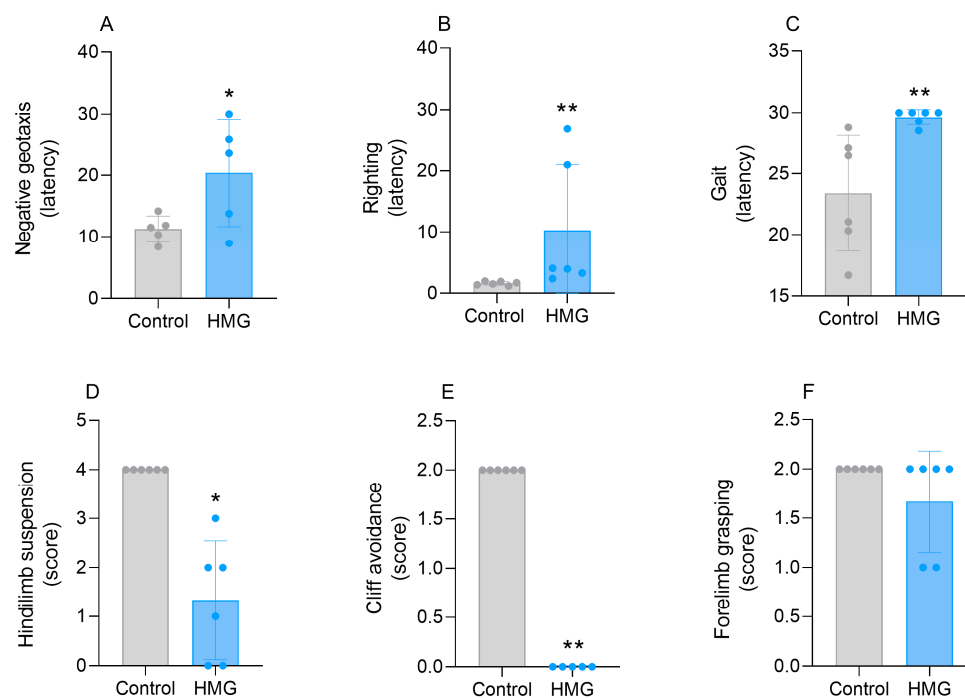 A
Negative geotaxis
(latency)
40
30
20
10
0
*
Control
HMG
B
Righting
(latency)
40
30
20
10
0
**
Control
HMG
C
Gait
(latency)
35
30
25
20
15
**
Control
HMG
D
Hindilimb suspension
(score)
5
4
3
2
1
0
*
Control
HMG
E
Cliff avoidance
(score)
2.5
2.0
1.5
1.0
0.5
0.0
**
Control
HMG
F
Forelimb grasping
(score)
2.5
2.0
1.5
1.0
0.5
0.0
Control
HMG